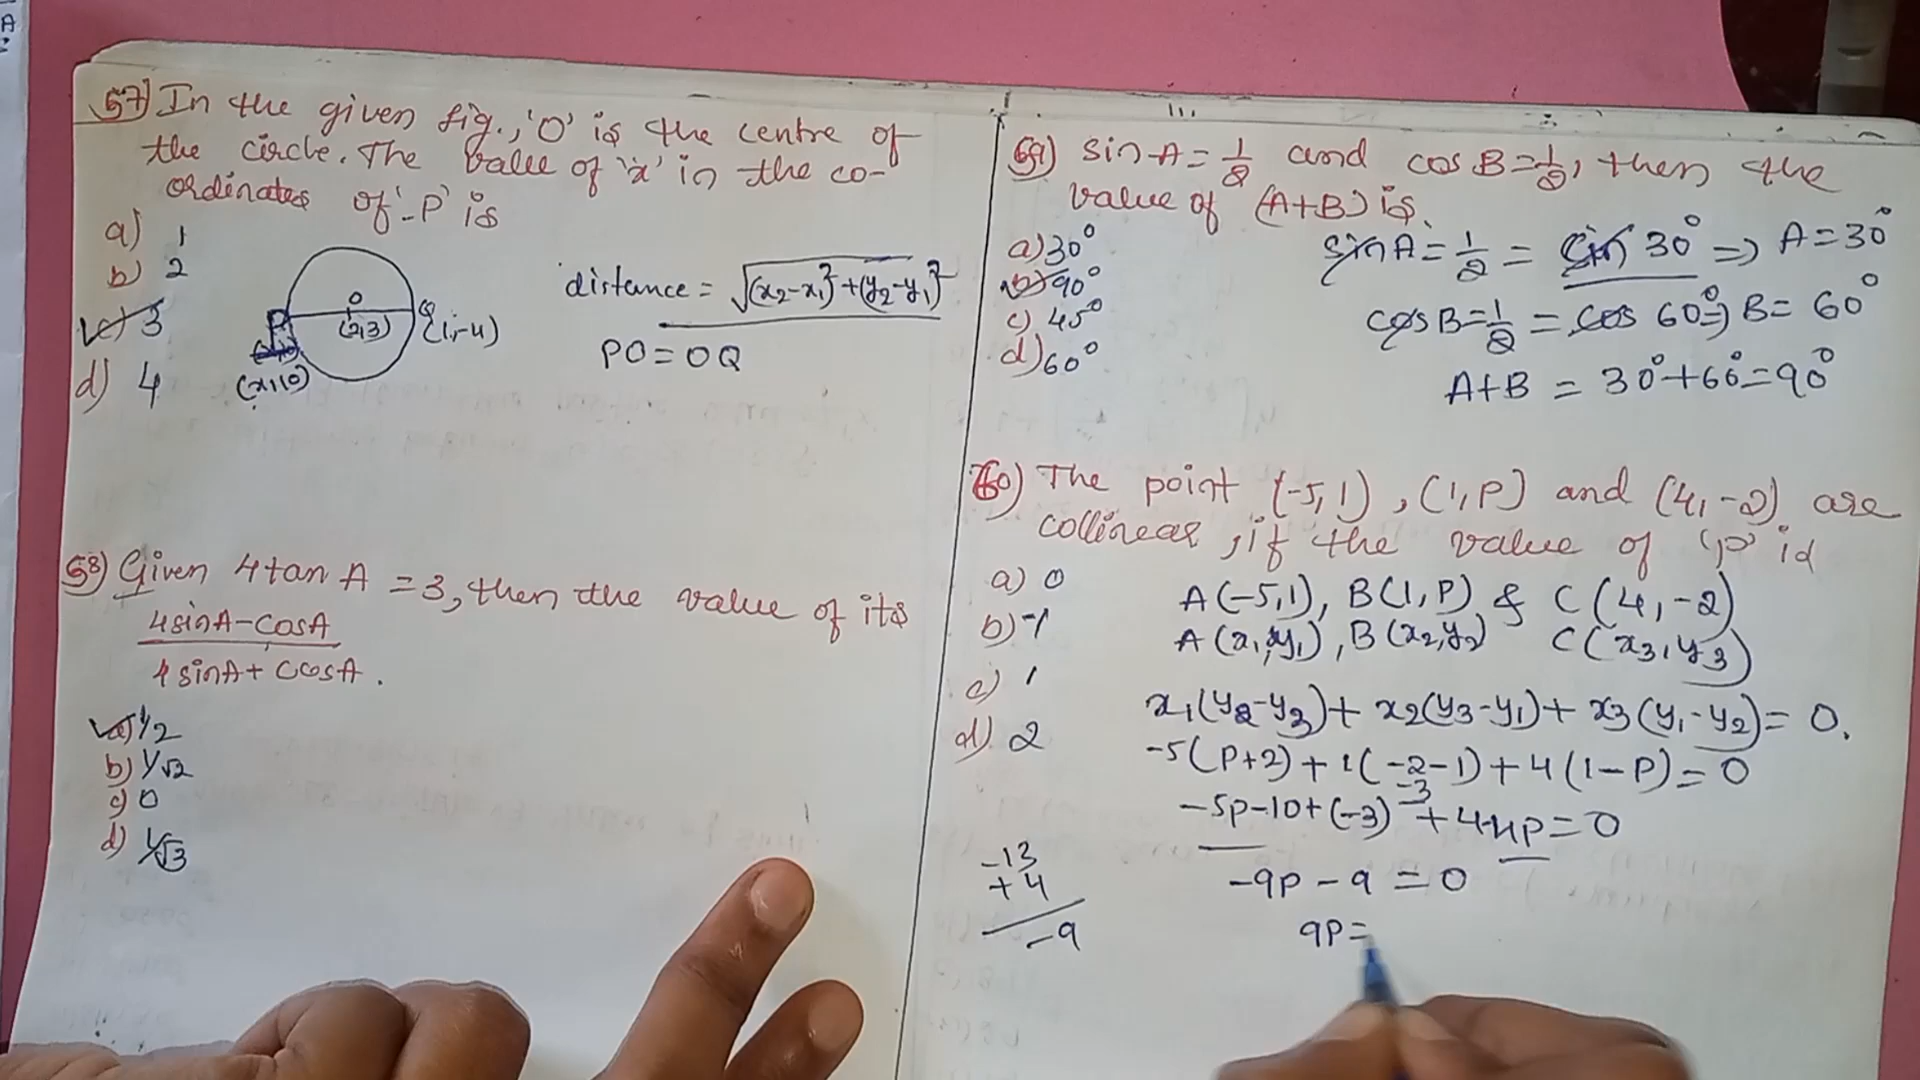 57) In the given fig., 'O' is the centre of
the circle. The value of 'x' in the co-
ordinates of 'P' is
a) 1
b) 2
c) 3
d) 4
O
(2,3)
P
Q
(1,-4)
(x,10)
distance = √(x2-x1)²+(y2-y1)²
PO = OQ
58) Given 4tan A = 3, then the value of its
4sinA-cosA
4sinA+CcosA.
a) 1/2
b) 1/√2
c) 0
d) 1/√3
59) sin A = 1/2 and cos B = 1/2, then the
value of (A+B) is.
a) 30°
b) 90°
c) 45°
d) 60°
sinA = 1/2 = sin 30° => A = 30°
cosB = 1/2 = cos 60° => B = 60°
A+B = 30°+60° = 90°
60) The point (-5,1), (1,P) and (4,-2) are
collinear, if the value of 'P' is
a) 0
b) -1
c) 1
d) 2
A(-5,1), B(1,P) & C(4,-2)
A(x1,y1), B(x2,y2) C(x3,y3)
x1(y2-y3)+x2(y3-y1)+x3(y1-y2)=0.
-5(P+2)+1(-2-1)+4(1-P)=0
-3
-5P-10+(-3)+4-4P=0
-9P-9=0
9P=
-13
+4
-9